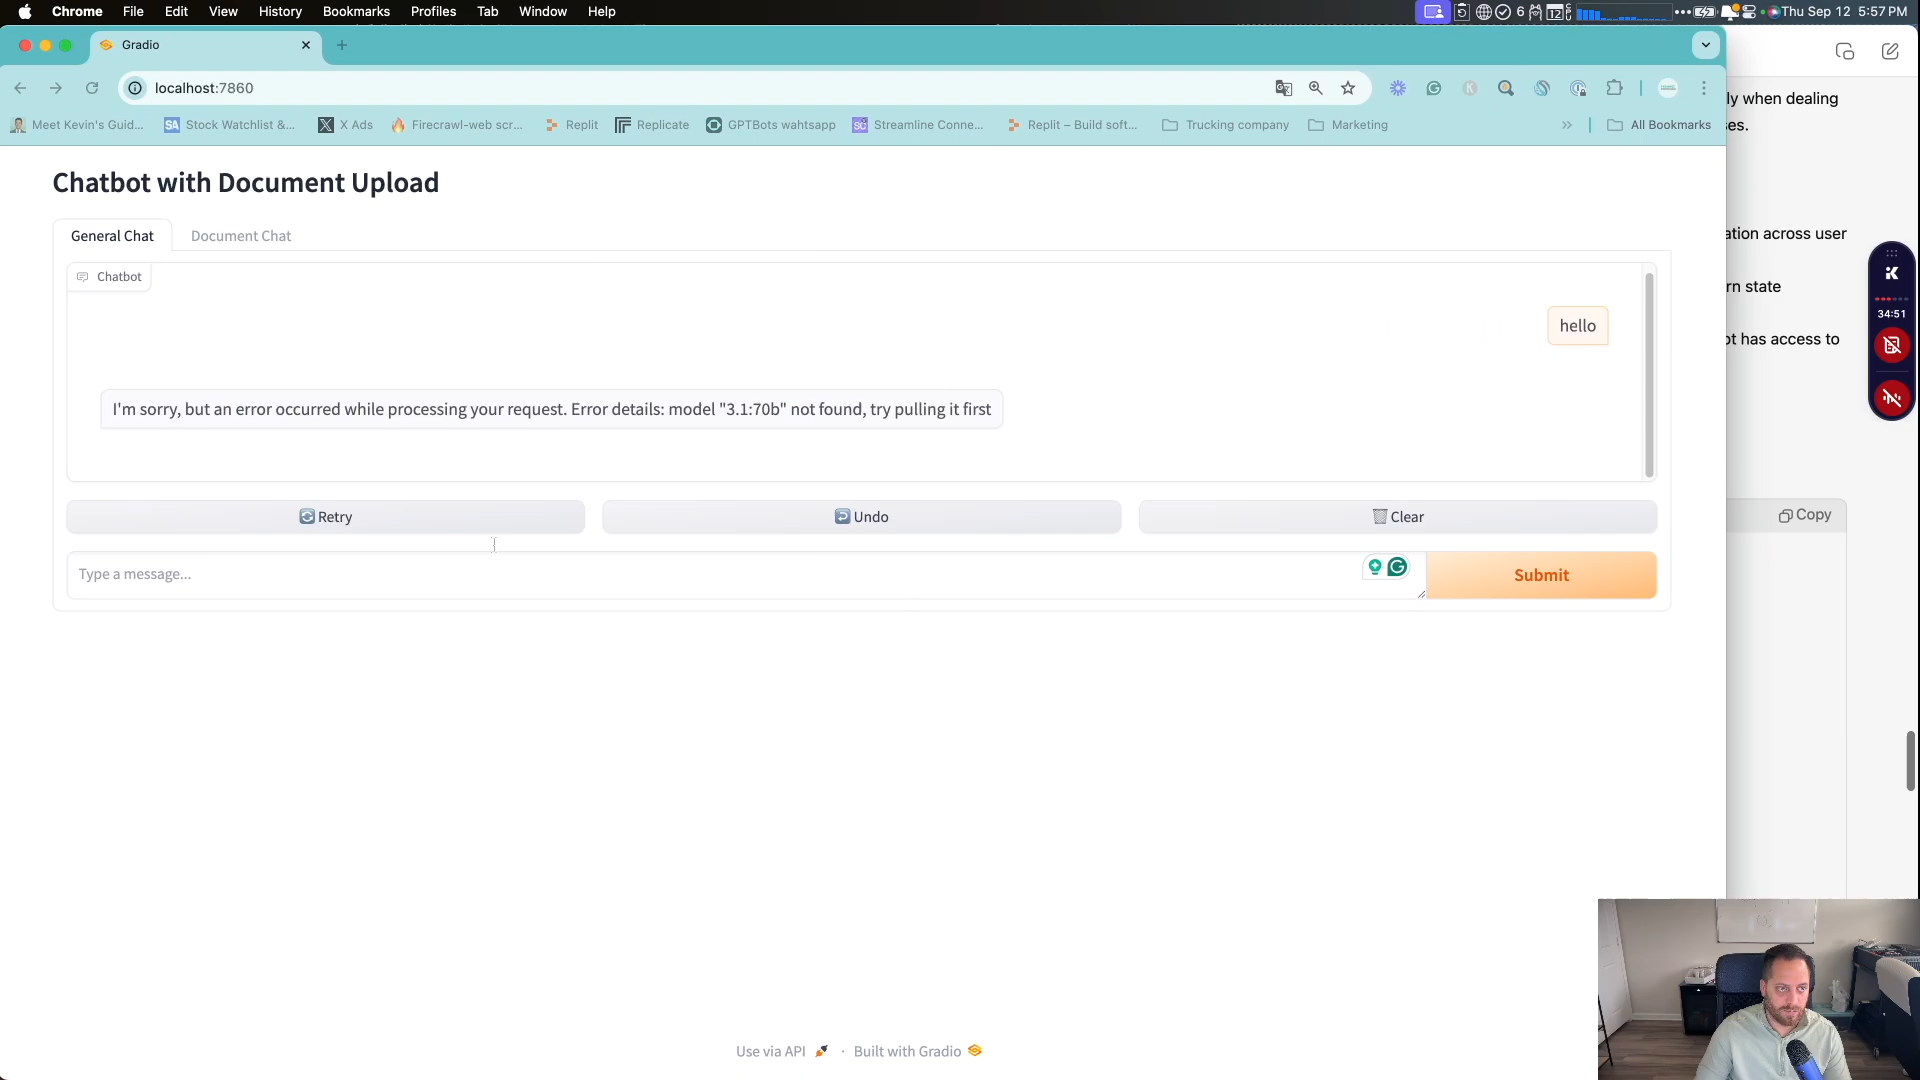 Chrome File Edit View History Bookmarks Profiles Tab Window Help
6 12 Thu Sep 12 5:57 PM
Gradio
localhost:7860
Meet Kevin's Guid... SA Stock Watchlist &... X Ads Firecrawl-web scr... Replit Replicate GPTBots wahtsapp SC Streamline Conne... Replit – Build soft... Trucking company Marketing » All Bookmarks
ly when dealing
es.
Chatbot with Document Upload
General Chat Document Chat
ation across user
Chatbot
rn state
34:51
hello
ot has access to
I'm sorry, but an error occurred while processing your request. Error details: model "3.1:70b" not found, try pulling it first
Retry Undo Clear
Copy
Type a message...
Submit
Use via API · Built with Gradio